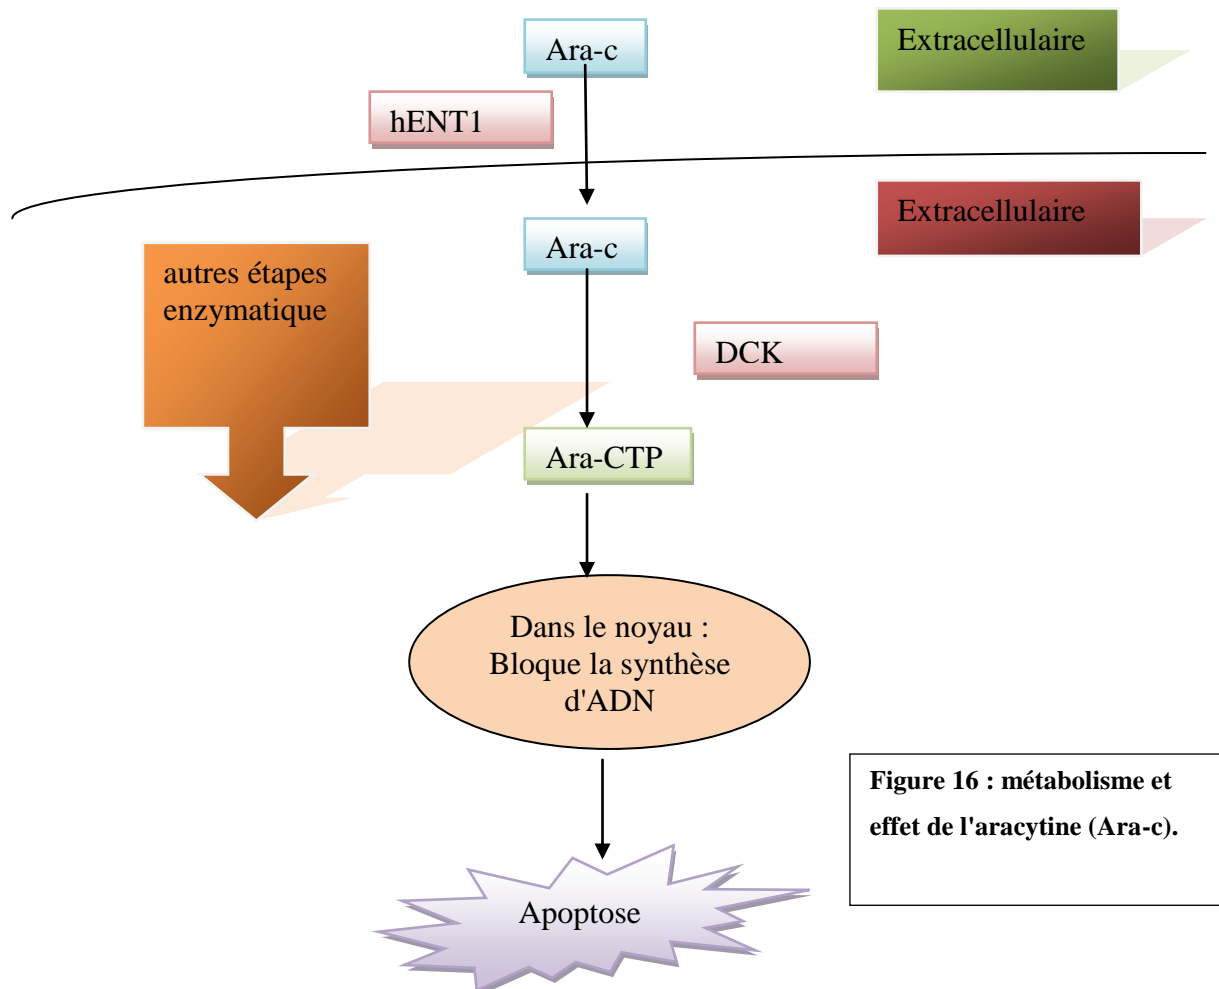 Ara-c
Extracellulaire
hENT1
Extracellulaire
Ara-c
autres étapes
enzymatique
DCK
Ara-CTP
Dans le noyau :
Bloque la synthèse
d'ADN
Figure 16 : métabolisme et
effet de l'aracytine (Ara-c).
Apoptose